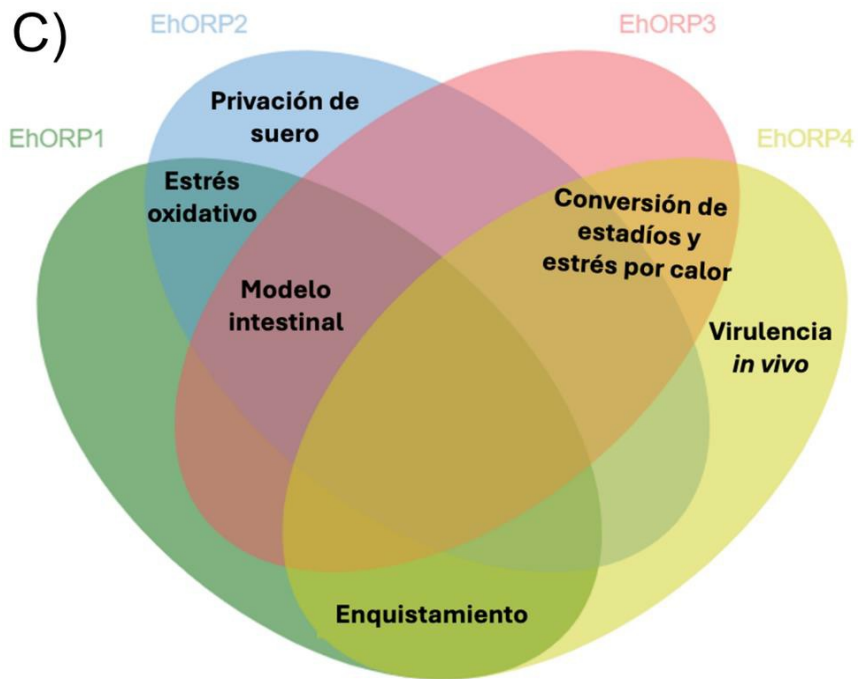 C)
EhORP2
EhORP3
EhORP1
EhORP4
Privación de
suero
Estrés
oxidativo
Modelo
intestinal
Conversión de
estadíos y
estrés por calor
Virulencia
in vivo
Enquistamiento